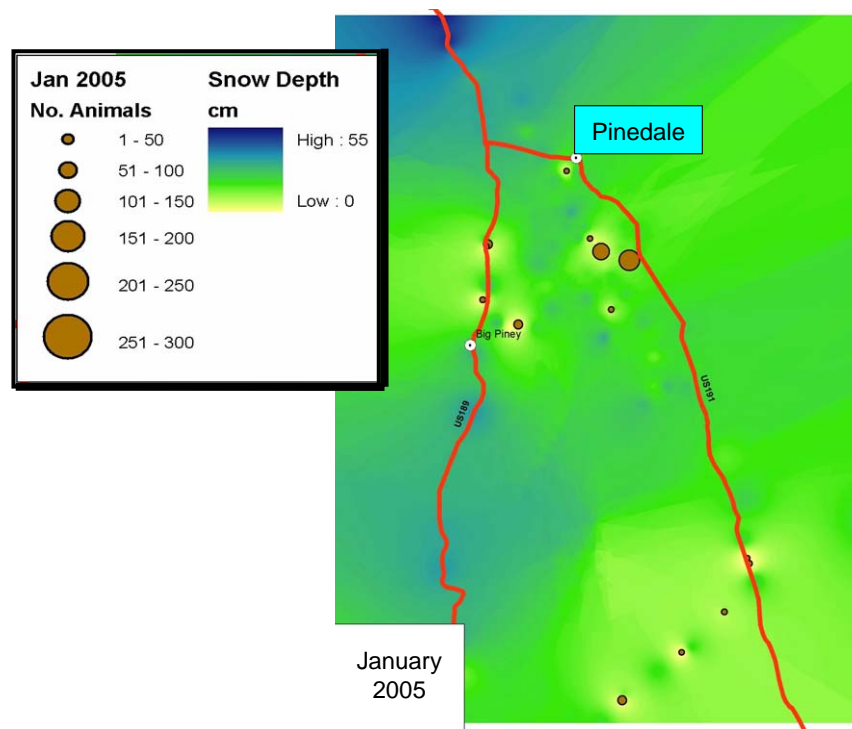 Jan 2005
No. Animals
1 - 50
51 - 100
101 - 150
151 - 200
201 - 250
251 - 300
Snow Depth
cm
High : 55
Low : 0
Pinedale
Big Piney
US189
US191
January
2005